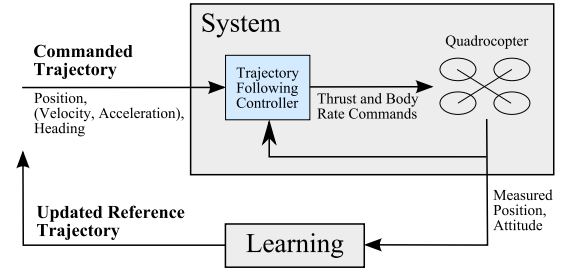 System
Commanded
Trajectory
Position,
(Velocity, Acceleration),
Heading
Trajectory
Following
Controller
Thrust and Body
Rate Commands
Quadrocopter
Measured
Position,
Attitude
Updated Reference
Trajectory
Learning